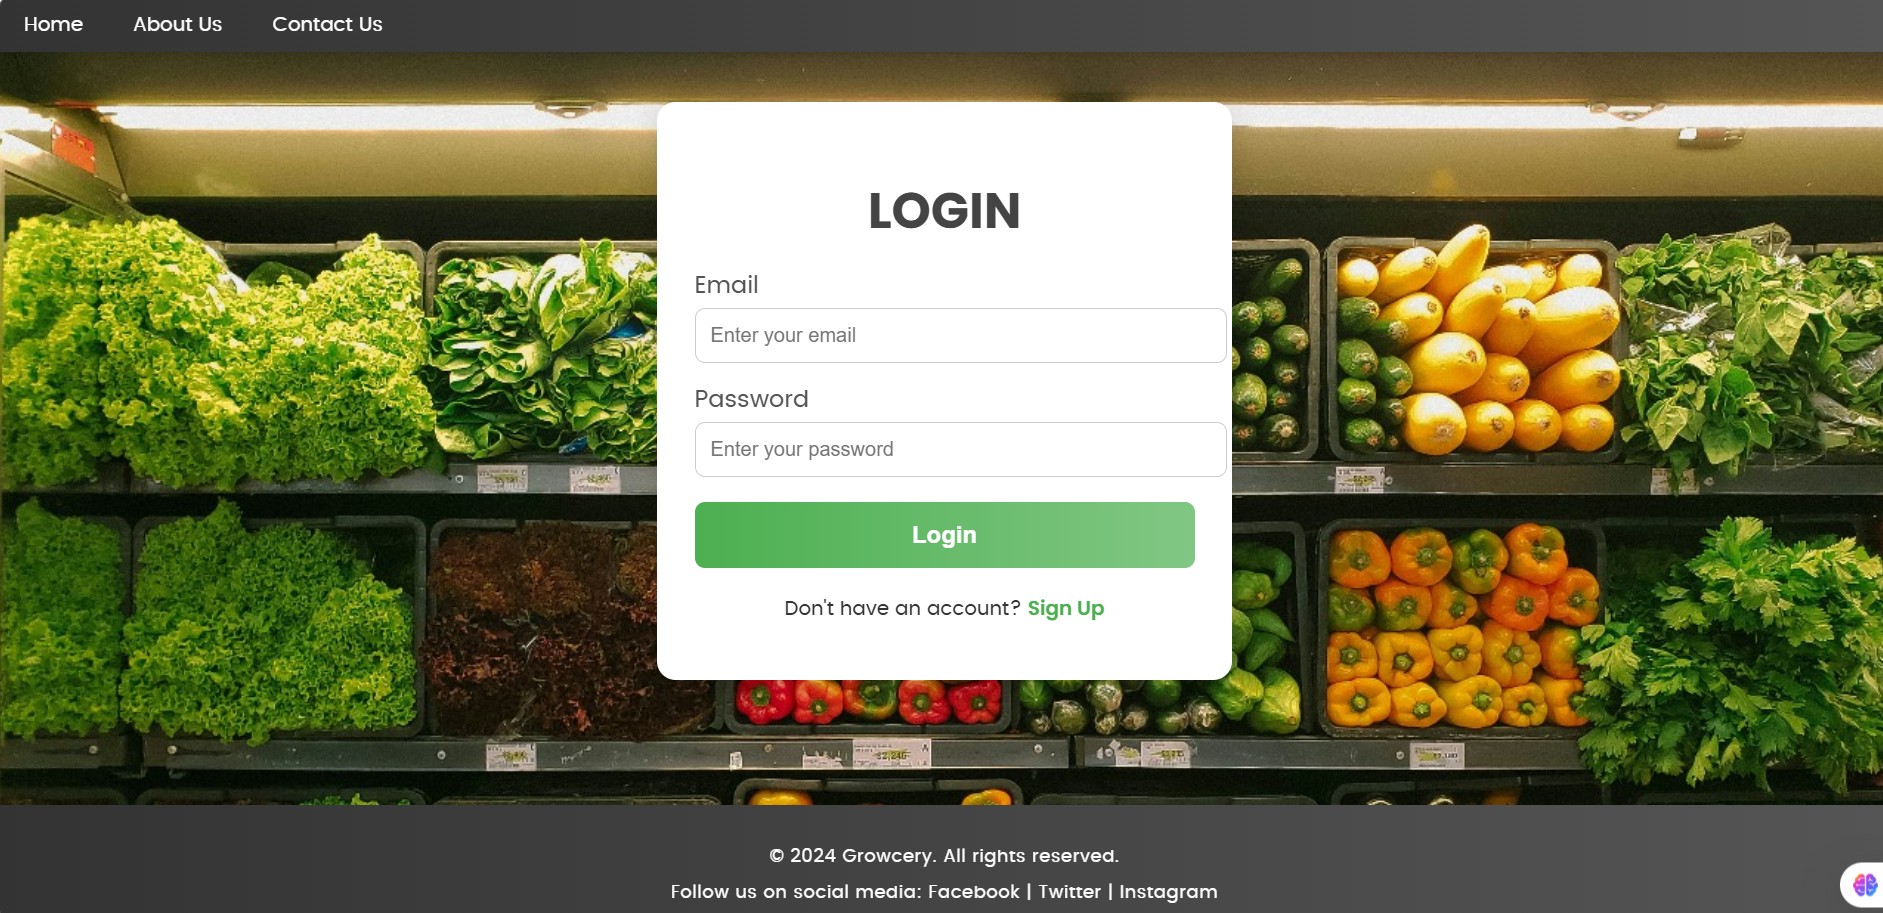 Home About Us Contact Us
LOGIN
Email
Enter your email
Password
Enter your password
Login
Don't have an account? Sign Up
© 2024 Growcery. All rights reserved.
Follow us on social media: Facebook | Twitter | Instagram